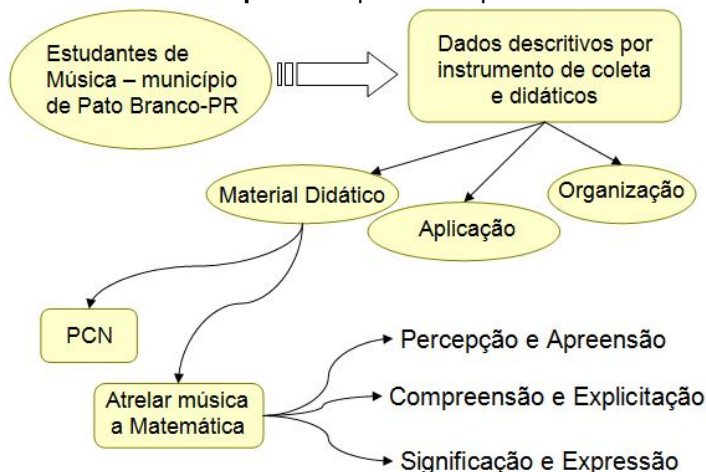 Estudantes de
Música – município
de Pato Branco-PR
Dados descritivos por
instrumento de coleta
e didáticos
Material Didático
Aplicação
Organização
PCN
Atrelar música
a Matemática
Percepção e Apreensão
Compreensão e Explicitação
Significação e Expressão